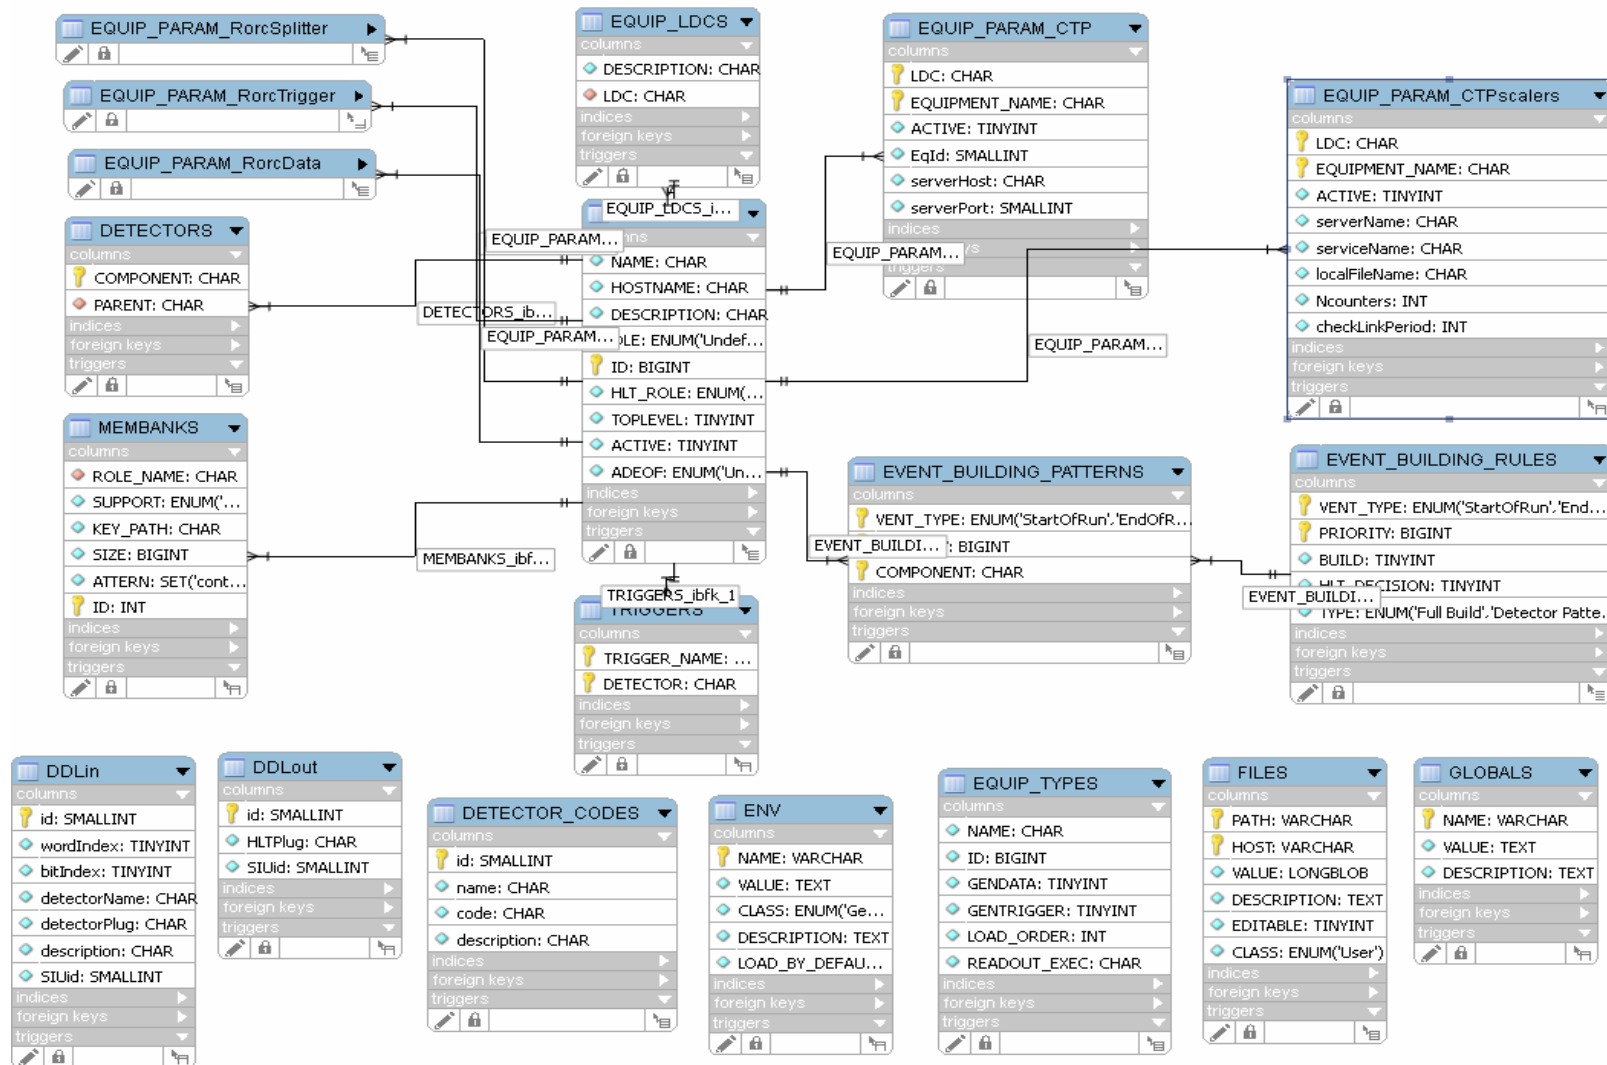 EQUIP_PARAM_RorcSplitter
EQUIP_PARAM_RorcTrigger
EQUIP_PARAM_RorcData
DETECTORS
columns
COMPONENT: CHAR
PARENT: CHAR
indices
foreign keys
triggers
MEMBANKS
columns
ROLE_NAME: CHAR
SUPPORT: ENUM('...
KEY_PATH: CHAR
SIZE: BIGINT
ATTERN: SET('cont...
ID: INT
indices
foreign keys
triggers
EQUIP_LDCS
columns
DESCRIPTION: CHAR
LDC: CHAR
indices
foreign keys
triggers
EQUIP_LDCS_i...
EQUIP_PARAM...
NAME: CHAR
HOSTNAME: CHAR
DESCRIPTION: CHAR
DETECTORS_ib...
EQUIP_PARAM...
OLE: ENUM('Undef...
ID: BIGINT
HLT_ROLE: ENUM(...
TOPLEVEL: TINYINT
ACTIVE: TINYINT
ADEOF: ENUM('Un...
indices
foreign keys
triggers
MEMBANKS_ibf...
TRIGGERS_ibfk_1
TRIGGERS
columns
TRIGGER_NAME: ...
DETECTOR: CHAR
indices
foreign keys
triggers
EQUIP_PARAM_CTP
columns
LDC: CHAR
EQUIPMENT_NAME: CHAR
ACTIVE: TINYINT
EqId: SMALLINT
serverHost: CHAR
serverPort: SMALLINT
indices
EQUIP_PARAM...
triggers
EQUIP_PARAM...
EQUIP_PARAM_CTPscalers
columns
LDC: CHAR
EQUIPMENT_NAME: CHAR
ACTIVE: TINYINT
serverName: CHAR
serviceName: CHAR
localFileName: CHAR
Ncounters: INT
checkLinkPeriod: INT
indices
foreign keys
triggers
EVENT_BUILDING_PATTERNS
columns
VENT_TYPE: ENUM('StartOfRun','EndOfR...
EVENT_BUILDI...
: BIGINT
COMPONENT: CHAR
indices
foreign keys
triggers
EVENT_BUILDING_RULES
columns
VENT_TYPE: ENUM('StartOfRun','End...
PRIORITY: BIGINT
BUILD: TINYINT
HLT_DECISION: TINYINT
EVENT_BUILDI...
TYPE: ENUM('Full Build','Detector Patte.
indices
foreign keys
triggers
DDLin
columns
id: SMALLINT
wordIndex: TINYINT
bitIndex: TINYINT
detectorName: CHAR
detectorPlug: CHAR
description: CHAR
SIUid: SMALLINT
indices
foreign keys
triggers
DDLout
columns
id: SMALLINT
HLTPlug: CHAR
SIUid: SMALLINT
indices
foreign keys
triggers
DETECTOR_CODES
columns
id: SMALLINT
name: CHAR
code: CHAR
description: CHAR
indices
foreign keys
triggers
ENV
columns
NAME: VARCHAR
VALUE: TEXT
CLASS: ENUM('Ge...
DESCRIPTION: TEXT
LOAD_BY_DEFAU...
indices
foreign keys
triggers
EQUIP_TYPES
columns
NAME: CHAR
ID: BIGINT
GENDATA: TINYINT
GENTRIGGER: TINYINT
LOAD_ORDER: INT
READOUT_EXEC: CHAR
indices
foreign keys
triggers
FILES
columns
PATH: VARCHAR
HOST: VARCHAR
VALUE: LONGBLOB
DESCRIPTION: TEXT
EDITABLE: TINYINT
CLASS: ENUM('User')
indices
foreign keys
triggers
GLOBALS
columns
NAME: VARCHAR
VALUE: TEXT
DESCRIPTION: TEXT
indices
foreign keys
triggers